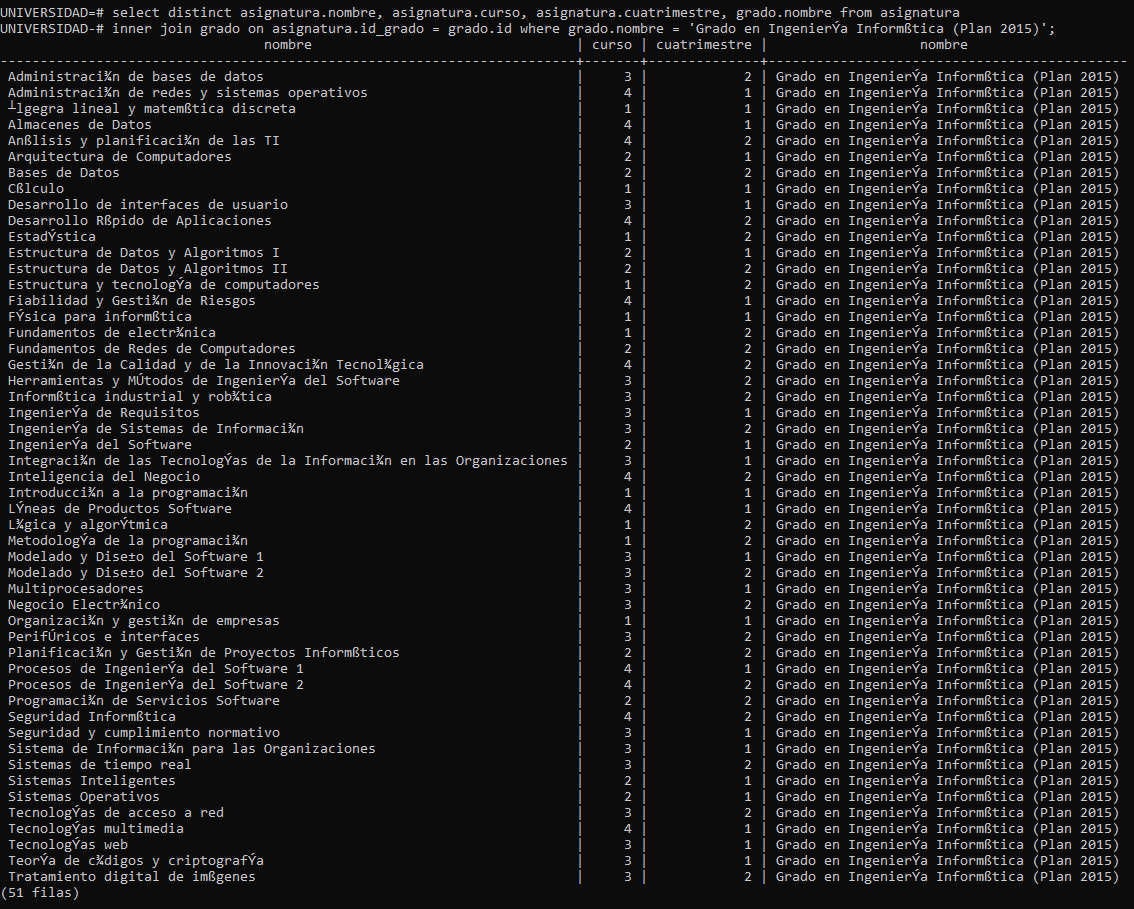 UNIVERSIDAD=# select distinct asignatura.nombre, asignatura.curso, asignatura.cuatrimestre, grado.nombre from asignatura
UNIVERSIDAD-# inner join grado on asignatura.id_grado = grado.id where grado.nombre = 'Grado en IngenierÝa Informßtica (Plan 2015)';
nombre | curso | cuatrimestre | nombre
------------------------------------------------------------------------+-------+--------------+---------------------------------------------
Administraci¾n de bases de datos | 3 | 2 | Grado en IngenierÝa Informßtica (Plan 2015)
Administraci¾n de redes y sistemas operativos | 4 | 1 | Grado en IngenierÝa Informßtica (Plan 2015)
┴lgegra lineal y matemßtica discreta | 1 | 1 | Grado en IngenierÝa Informßtica (Plan 2015)
Almacenes de Datos | 4 | 1 | Grado en IngenierÝa Informßtica (Plan 2015)
Anßlisis y planificaci¾n de las TI | 4 | 2 | Grado en IngenierÝa Informßtica (Plan 2015)
Arquitectura de Computadores | 2 | 1 | Grado en IngenierÝa Informßtica (Plan 2015)
Bases de Datos | 2 | 2 | Grado en IngenierÝa Informßtica (Plan 2015)
Cßlculo | 1 | 1 | Grado en IngenierÝa Informßtica (Plan 2015)
Desarrollo de interfaces de usuario | 3 | 1 | Grado en IngenierÝa Informßtica (Plan 2015)
Desarrollo Rßpido de Aplicaciones | 4 | 2 | Grado en IngenierÝa Informßtica (Plan 2015)
EstadÝstica | 1 | 2 | Grado en IngenierÝa Informßtica (Plan 2015)
Estructura de Datos y Algoritmos I | 2 | 1 | Grado en IngenierÝa Informßtica (Plan 2015)
Estructura de Datos y Algoritmos II | 2 | 2 | Grado en IngenierÝa Informßtica (Plan 2015)
Estructura y tecnologÝa de computadores | 1 | 2 | Grado en IngenierÝa Informßtica (Plan 2015)
Fiabilidad y Gesti¾n de Riesgos | 4 | 1 | Grado en IngenierÝa Informßtica (Plan 2015)
FÝsica para informßtica | 1 | 1 | Grado en IngenierÝa Informßtica (Plan 2015)
Fundamentos de electr¾nica | 1 | 2 | Grado en IngenierÝa Informßtica (Plan 2015)
Fundamentos de Redes de Computadores | 2 | 2 | Grado en IngenierÝa Informßtica (Plan 2015)
Gesti¾n de la Calidad y de la Innovaci¾n Tecnol¾gica | 4 | 2 | Grado en IngenierÝa Informßtica (Plan 2015)
Herramientas y MÚtodos de IngenierÝa del Software | 3 | 2 | Grado en IngenierÝa Informßtica (Plan 2015)
Informßtica industrial y rob¾tica | 3 | 2 | Grado en IngenierÝa Informßtica (Plan 2015)
IngenierÝa de Requisitos | 3 | 1 | Grado en IngenierÝa Informßtica (Plan 2015)
IngenierÝa de Sistemas de Informaci¾n | 3 | 2 | Grado en IngenierÝa Informßtica (Plan 2015)
IngenierÝa del Software | 2 | 1 | Grado en IngenierÝa Informßtica (Plan 2015)
Integraci¾n de las TecnologÝas de la Informaci¾n en las Organizaciones | 3 | 1 | Grado en IngenierÝa Informßtica (Plan 2015)
Inteligencia del Negocio | 4 | 2 | Grado en IngenierÝa Informßtica (Plan 2015)
Introducci¾n a la programaci¾n | 1 | 1 | Grado en IngenierÝa Informßtica (Plan 2015)
LÝneas de Productos Software | 4 | 1 | Grado en IngenierÝa Informßtica (Plan 2015)
L¾gica y algorÝtmica | 1 | 2 | Grado en IngenierÝa Informßtica (Plan 2015)
MetodologÝa de la programaci¾n | 1 | 2 | Grado en IngenierÝa Informßtica (Plan 2015)
Modelado y Dise±o del Software 1 | 3 | 1 | Grado en IngenierÝa Informßtica (Plan 2015)
Modelado y Dise±o del Software 2 | 3 | 2 | Grado en IngenierÝa Informßtica (Plan 2015)
Multiprocesadores | 3 | 1 | Grado en IngenierÝa Informßtica (Plan 2015)
Negocio Electr¾nico | 3 | 2 | Grado en IngenierÝa Informßtica (Plan 2015)
Organizaci¾n y gesti¾n de empresas | 1 | 1 | Grado en IngenierÝa Informßtica (Plan 2015)
PerifÚricos e interfaces | 3 | 2 | Grado en IngenierÝa Informßtica (Plan 2015)
Planificaci¾n y Gesti¾n de Proyectos Informßticos | 2 | 2 | Grado en IngenierÝa Informßtica (Plan 2015)
Procesos de IngenierÝa del Software 1 | 4 | 1 | Grado en IngenierÝa Informßtica (Plan 2015)
Procesos de IngenierÝa del Software 2 | 4 | 2 | Grado en IngenierÝa Informßtica (Plan 2015)
Programaci¾n de Servicios Software | 2 | 2 | Grado en IngenierÝa Informßtica (Plan 2015)
Seguridad Informßtica | 4 | 2 | Grado en IngenierÝa Informßtica (Plan 2015)
Seguridad y cumplimiento normativo | 3 | 1 | Grado en IngenierÝa Informßtica (Plan 2015)
Sistema de Informaci¾n para las Organizaciones | 3 | 1 | Grado en IngenierÝa Informßtica (Plan 2015)
Sistemas de tiempo real | 3 | 2 | Grado en IngenierÝa Informßtica (Plan 2015)
Sistemas Inteligentes | 2 | 1 | Grado en IngenierÝa Informßtica (Plan 2015)
Sistemas Operativos | 2 | 1 | Grado en IngenierÝa Informßtica (Plan 2015)
TecnologÝas de acceso a red | 3 | 2 | Grado en IngenierÝa Informßtica (Plan 2015)
TecnologÝas multimedia | 4 | 1 | Grado en IngenierÝa Informßtica (Plan 2015)
TecnologÝas web | 3 | 1 | Grado en IngenierÝa Informßtica (Plan 2015)
TeorÝa de c¾digos y criptografÝa | 3 | 1 | Grado en IngenierÝa Informßtica (Plan 2015)
Tratamiento digital de imßgenes | 3 | 2 | Grado en IngenierÝa Informßtica (Plan 2015)
(51 filas)